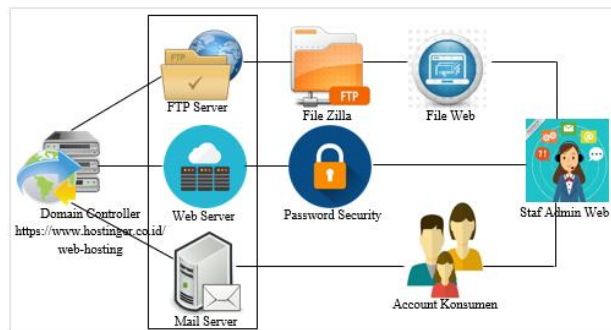 FTP
FTP Server
File Zilla
File Web
Domain Controller
https://www.hostinger.co.id/
web-hosting
Web Server
Password Security
Staf Admin Web
Mail Server
Account Konsumen